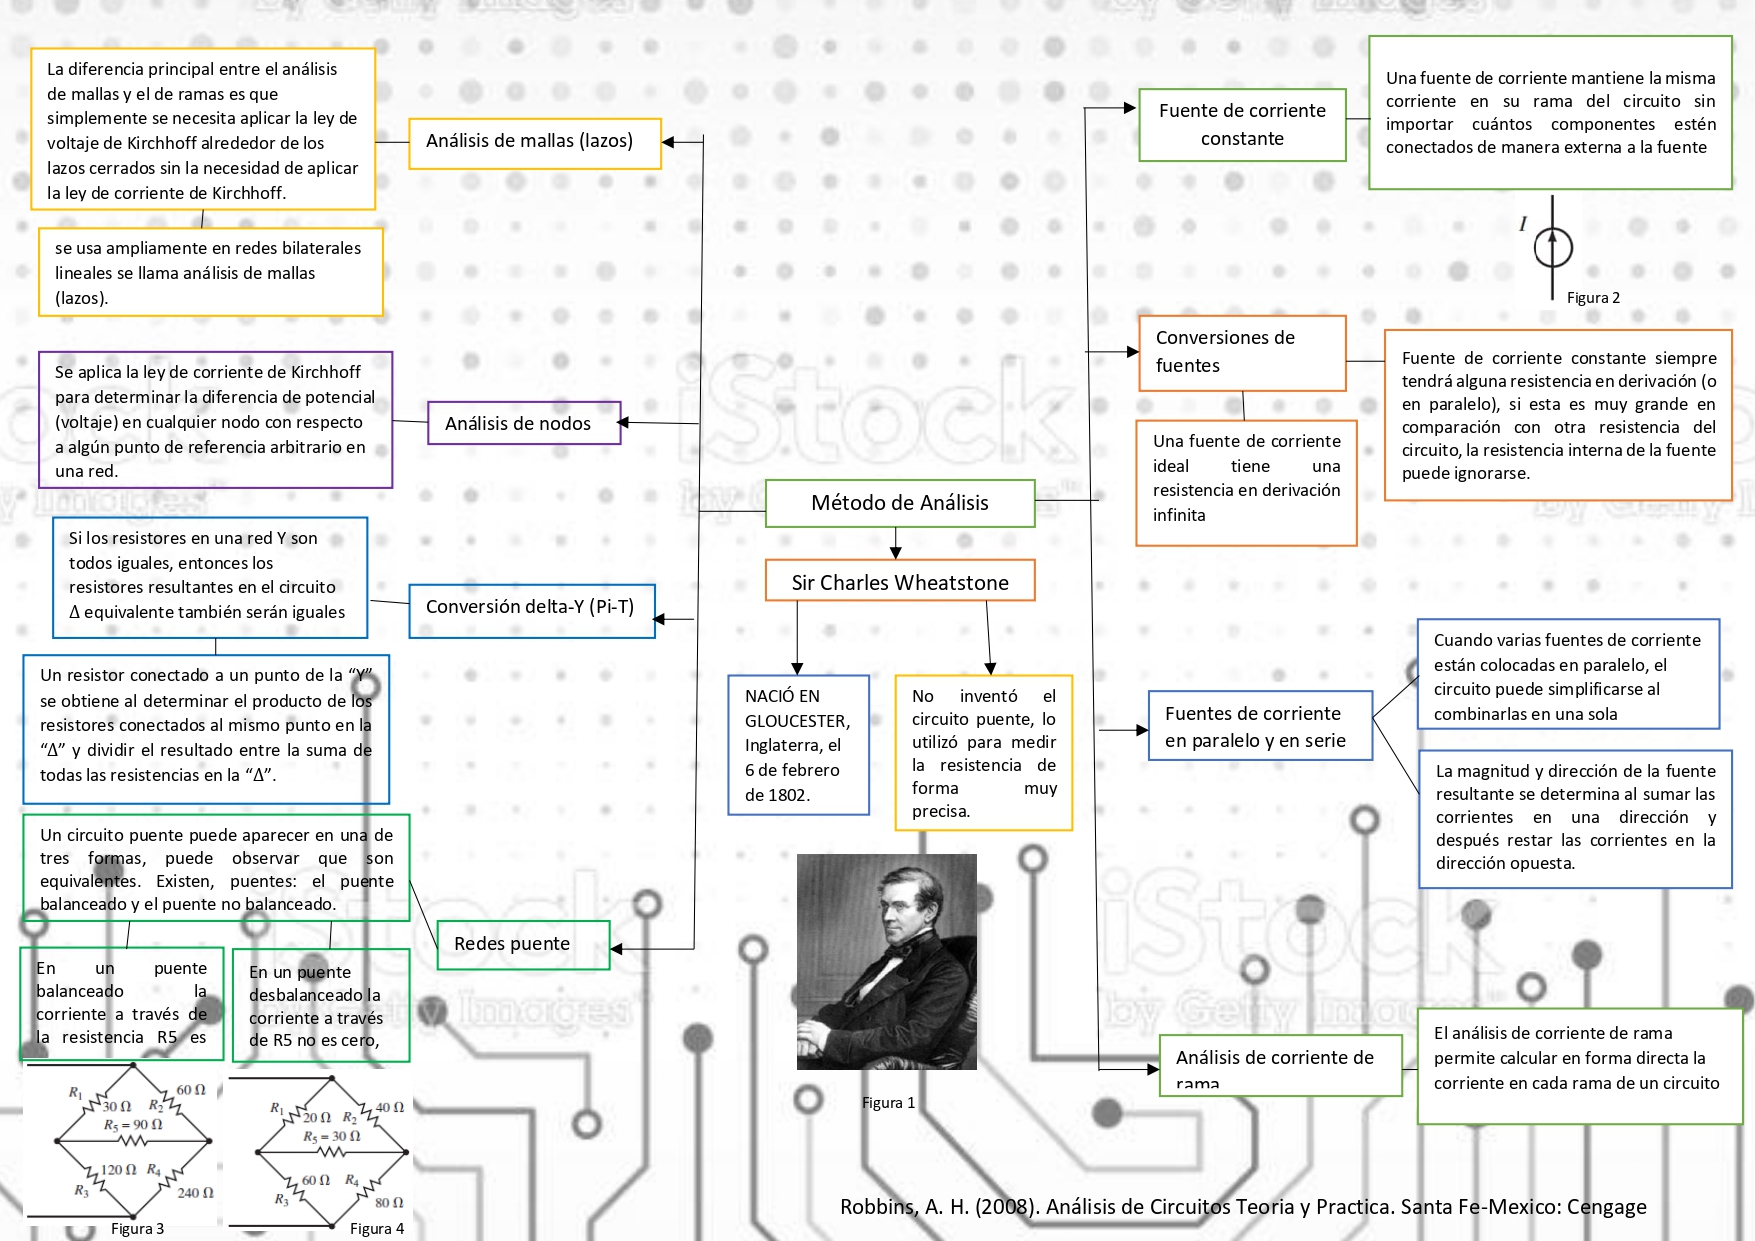 La diferencia principal entre el análisis
de mallas y el de ramas es que
simplemente se necesita aplicar la ley de
voltaje de Kirchhoff alrededor de los
lazos cerrados sin la necesidad de aplicar
la ley de corriente de Kirchhoff.
Análisis de mallas (lazos)
se usa ampliamente en redes bilaterales
lineales se llama análisis de mallas
(lazos).
Se aplica la ley de corriente de Kirchhoff
para determinar la diferencia de potencial
(voltaje) en cualquier nodo con respecto
a algún punto de referencia arbitrario en
una red.
Análisis de nodos
Si los resistores en una red Y son
todos iguales, entonces los
resistores resultantes en el circuito
Δ equivalente también serán iguales
Conversión delta-Y (Pi-T)
Un resistor conectado a un punto de la “Y”
se obtiene al determinar el producto de los
resistores conectados al mismo punto en la
“Δ” y dividir el resultado entre la suma de
todas las resistencias en la “Δ”.
Un circuito puente puede aparecer en una de
tres formas, puede observar que son
equivalentes. Existen, puentes: el puente
balanceado y el puente no balanceado.
Redes puente
En un puente
balanceado la
corriente a través de
la resistencia R5 es
En un puente
desbalanceado la
corriente a través
de R5 no es cero,
R1
30 Ω
R2
60 Ω
R5 = 90 Ω
120 Ω
R4
R3
240 Ω
Figura 3
R1
20 Ω
R2
40 Ω
R5 = 30 Ω
60 Ω
R4
R3
80 Ω
Figura 4
Método de Análisis
Sir Charles Wheatstone
NACIÓ EN
GLOUCESTER,
Inglaterra, el
6 de febrero
de 1802.
No inventó el
circuito puente, lo
utilizó para medir
la resistencia de
forma muy
precisa.
Figura 1
Fuente de corriente
constante
Una fuente de corriente mantiene la misma
corriente en su rama del circuito sin
importar cuántos componentes estén
conectados de manera externa a la fuente
I
Figura 2
Conversiones de
fuentes
Fuente de corriente constante siempre
tendrá alguna resistencia en derivación (o
en paralelo), si esta es muy grande en
comparación con otra resistencia del
circuito, la resistencia interna de la fuente
puede ignorarse.
Una fuente de corriente
ideal tiene una
resistencia en derivación
infinita
Fuentes de corriente
en paralelo y en serie
Cuando varias fuentes de corriente
están colocadas en paralelo, el
circuito puede simplificarse al
combinarlas en una sola
La magnitud y dirección de la fuente
resultante se determina al sumar las
corrientes en una dirección y
después restar las corrientes en la
dirección opuesta.
Análisis de corriente de
rama
El análisis de corriente de rama
permite calcular en forma directa la
corriente en cada rama de un circuito
Robbins, A. H. (2008). Análisis de Circuitos Teoria y Practica. Santa Fe-Mexico: Cengage
iStock
by Getty Images
iStock
by Getty Images